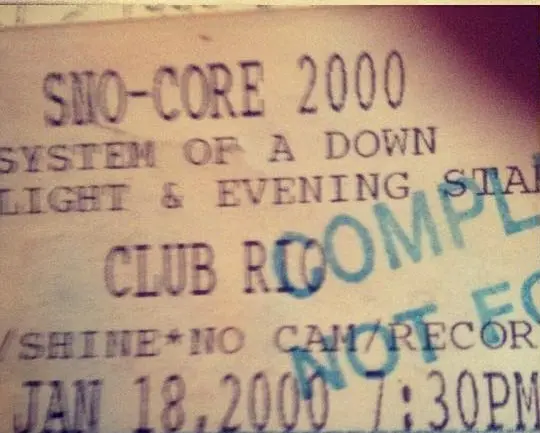 SNO-CORE 2000
SYSTEM OF A DOWN
LIGHT & EVENING STA
CLUB RIO
COMPL
/SHINE*NO CAM/RECOR
NOT FO
JAN 18,2000 7:30PM